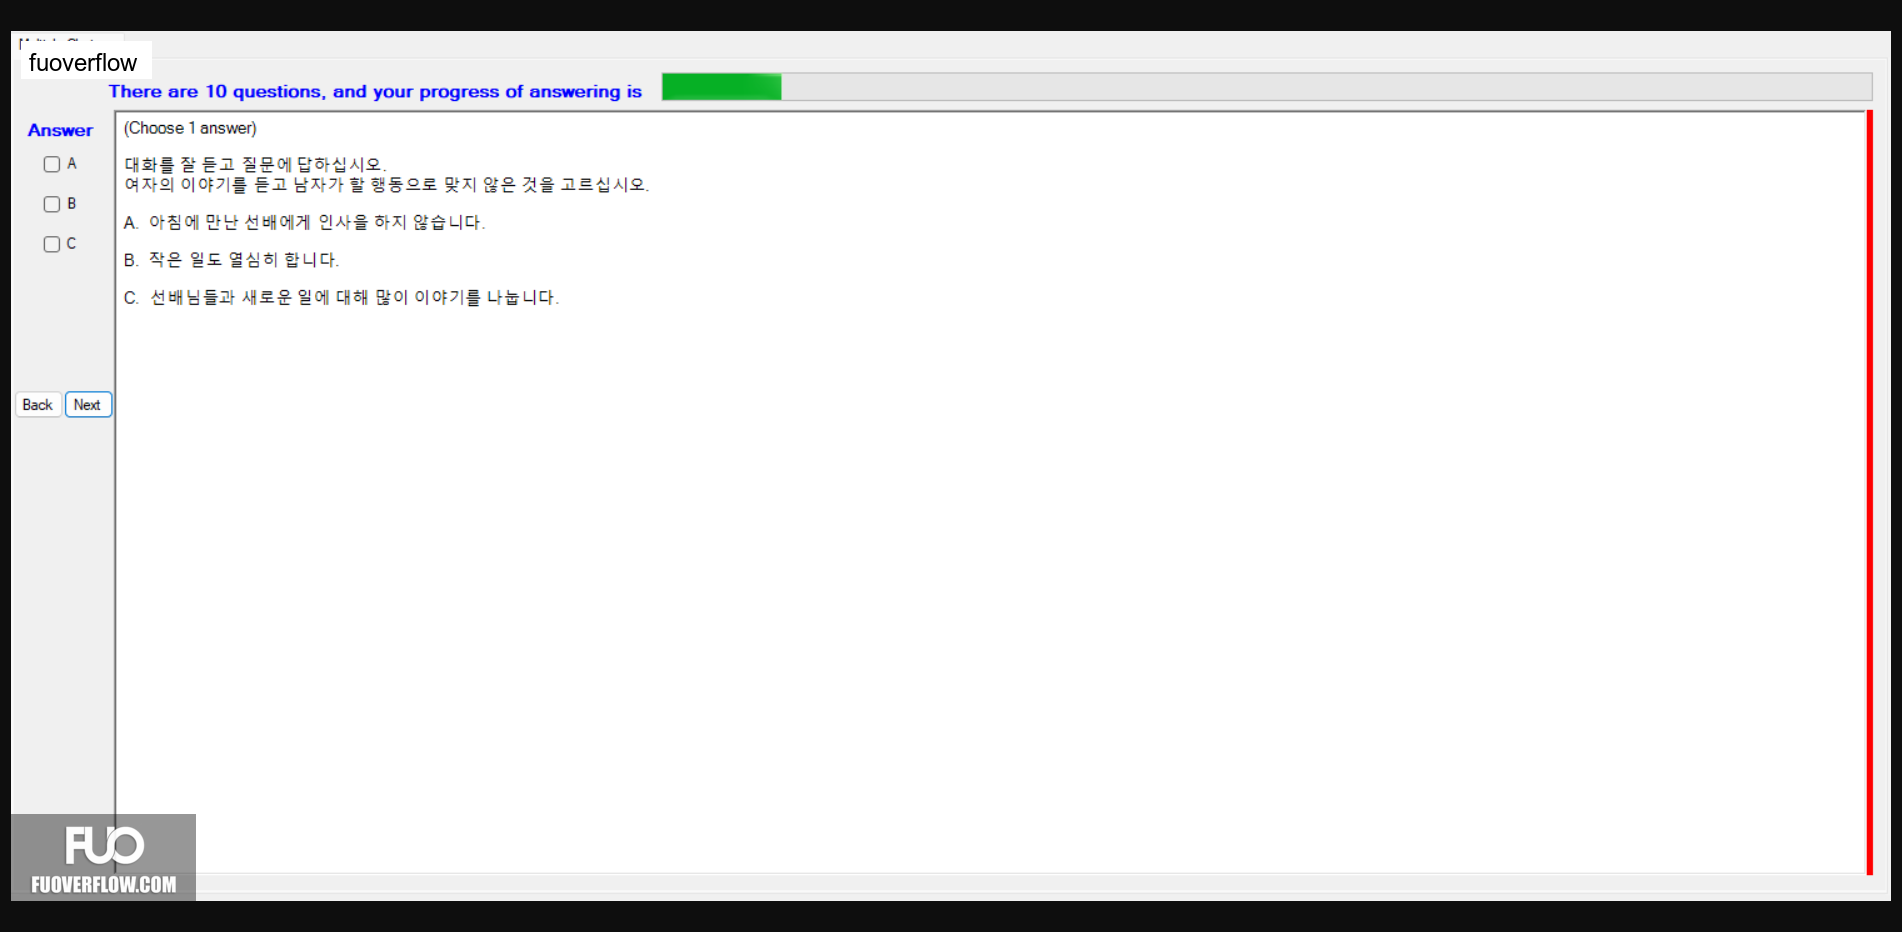 fuoverflow
There are 10 questions, and your progress of answering is
Answer
(Choose 1 answer)
A
대화를 잘 듣고 질문에 답하십시오.
여자의 이야기를 듣고 남자가 할 행동으로 맞지 않은 것을 고르십시오.
B
A. 아침에 만난 선배에게 인사을 하지 않습니다.
C
B. 작은 일도 열심히 합니다.
C. 선배님들과 새로운 일에 대해 많이 이야기를 나눕니다.
Back Next
FUO
FUOVERFLOW.COM